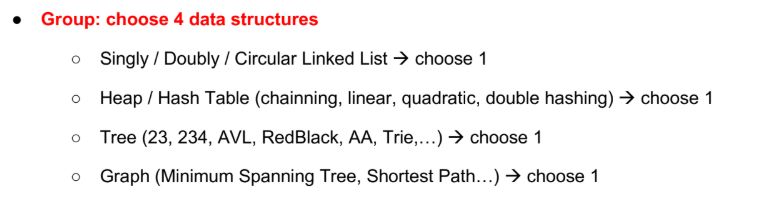 ● Group: choose 4 data structures
○ Singly / Doubly / Circular Linked List → choose 1
○ Heap / Hash Table (chainning, linear, quadratic, double hashing) → choose 1
○ Tree (23, 234, AVL, RedBlack, AA, Trie,...) → choose 1
○ Graph (Minimum Spanning Tree, Shortest Path...) → choose 1